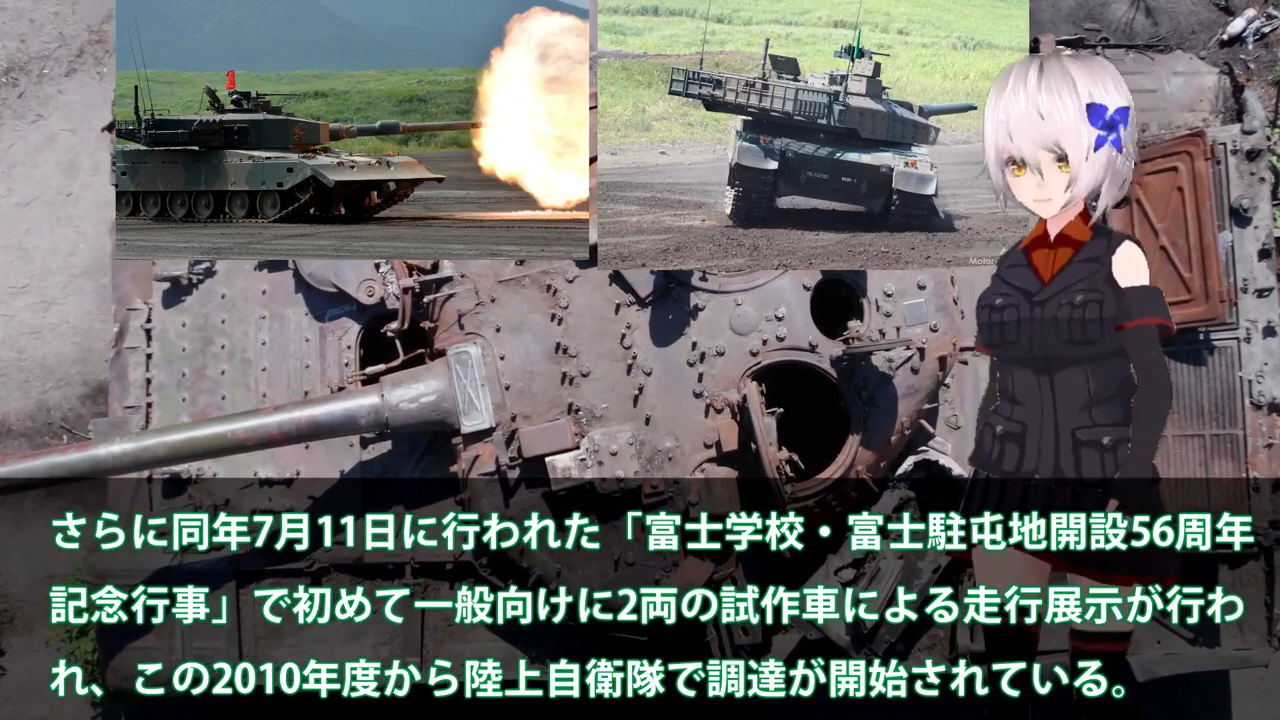 Motor
さらに同年7月11日に行われた「富士学校・富士駐屯地開設56周年
記念行事」で初めて一般向けに2両の試作車による走行展示が行わ
れ、この2010年度から陸上自衛隊で調達が開始されている。